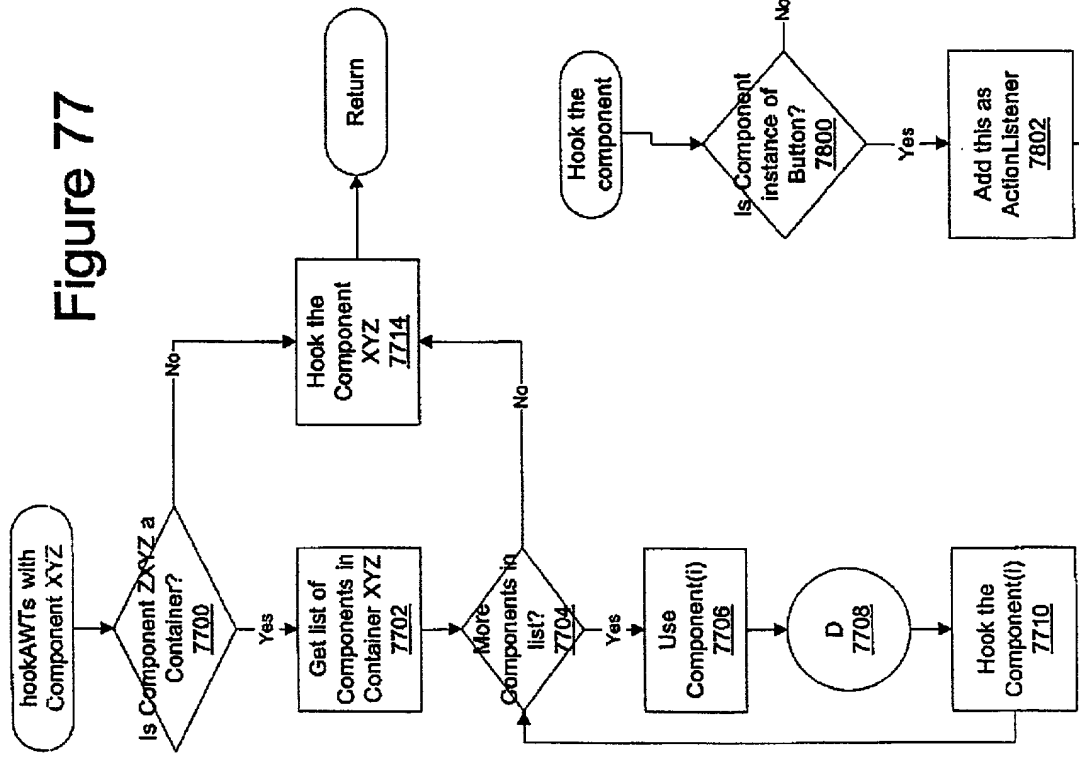 Figure 77
hookAWTs with
Component XYZ
Is Component ZXYZ a
Container?
7700
No
Yes
Get list of
Components in
Container XYZ
7702
More
Components in
list?
7704
No
Yes
Use
Component(i)
7706
D
7708
Hook the
Component(I)
7710
Hook the
Component
XYZ
7714
Return
Hook the
component
Is Component
instance of
Button?
7800
No
Yes
Add this as
ActionListener
7802